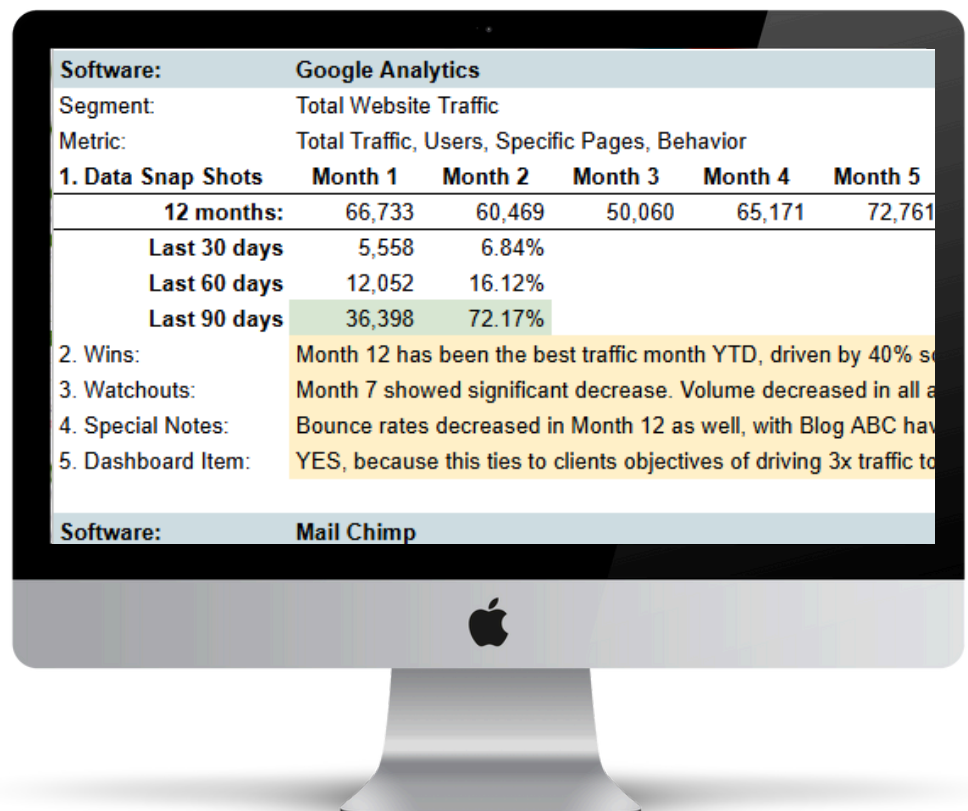 Software: Google Analytics
Segment: Total Website Traffic
Metric: Total Traffic, Users, Specific Pages, Behavior
1. Data Snap Shots Month 1 Month 2 Month 3 Month 4 Month 5
12 months: 66,733 60,469 50,060 65,171 72,761
Last 30 days 5,558 6.84%
Last 60 days 12,052 16.12%
Last 90 days 36,398 72.17%
2. Wins: Month 12 has been the best traffic month YTD, driven by 40%
3. Watchouts: Month 7 showed significant decrease. Volume decreased in all
4. Special Notes: Bounce rates decreased in Month 12 as well, with Blog ABC
5. Dashboard Item: YES, because this ties to clients objectives of driving 3x traffic to
Software: Mail Chimp